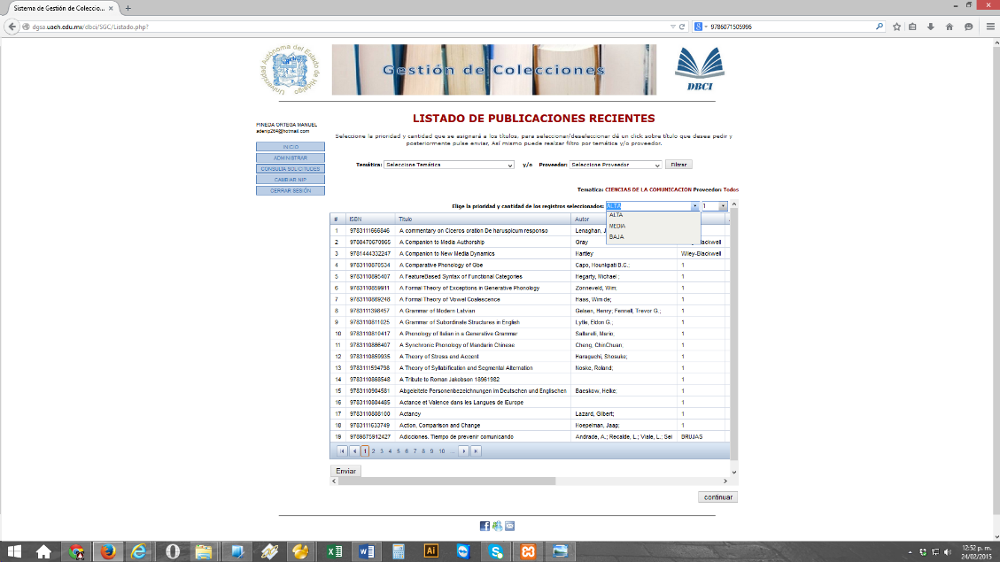 Sistema de Gestión de Coleccio...
dgsa.uaeh.edu.mx/dbci/SGC/Listado.php?
9786071505996
Universidad Autónoma del Estado de Hidalgo
Gestión de Colecciones
DBCI
PINEDA ORTEGA MANUEL
adenip264@hotmail.com
INICIO
ADMINISTRAR
CONSULTA SOLICITUDES
CAMBIAR NIP
CERRAR SESIÓN
LISTADO DE PUBLICACIONES RECIENTES
Seleccione la prioridad y cantidad que se asignará a los títulos, para seleccionar/deseleccionar dé un click sobre título que desea pedir y
posteriormente pulse enviar, Así mismo puede realizar filtro por temática y/o proveedor.
Temática: Seleccione Temática y/o Proveedor: Seleccione Proveedor Filtrar
Tematica: CIENCIAS DE LA COMUNICACION Proveedor: Todos
Elige la prioridad y cantidad de los registros seleccionados: ALTA 1
ALTA
MEDIA
BAJA
# ISBN Título Autor
1 9783111666846 A commentary on Ciceros oration De haruspicum responso Lenaghan, J
2 9780470670965 A Companion to Media Authorship Gray Wiley-Blackwell
3 9781444332247 A Companion to New Media Dynamics Hartley Wiley-Blackwell
4 9783110870534 A Comparative Phonology of Gbe Capo, Hounkpati B.C.; 1
5 9783110895407 A FeatureBased Syntax of Functional Categories Hegarty, Michael ; 1
6 9783110859911 A Formal Theory of Exceptions in Generative Phonology Zonneveld, Wim; 1
7 9783110889248 A Formal Theory of Vowel Coalescence Haas, Wim de; 1
8 9783111398457 A Grammar of Modern Latvian Gelsen, Henry; Fennell, Trevor G.; 1
9 9783110811025 A Grammar of Subordinate Structures in English Lytle, Eldon G.; 1
10 9783110810417 A Phonology of Italian in a Generative Grammar Saltarelli, Mario; 1
11 9783110886407 A Synchronic Phonology of Mandarin Chinese Cheng, ChinChuan; 1
12 9783110859935 A Theory of Stress and Accent Haraguchi, Shosuke; 1
13 9783111594798 A Theory of Syllabification and Segmental Alternation Noske, Roland; 1
14 9783110868548 A Tribute to Roman Jakobson 18961982 1
15 9783110904581 Abgeleitete Personenbezeichnungen im Deutschen und Englischen Baeskow, Heike; 1
16 9783110804485 Actance et Valence dans les Langues de lEurope 1
17 9783110808100 Actancy Lazard, Gilbert; 1
18 9783111633749 Action. Comparison and Change Hoepelman, Jaap; 1
19 9789875912427 Adicciones. Tiempo de prevenir comunicando Andrade, A.; Recalde, L.; Viale, L.; Sei BRUJAS
1 2 3 4 5 6 7 8 9 10 ...
Enviar
continuar
12:52 p. m.
24/02/2015